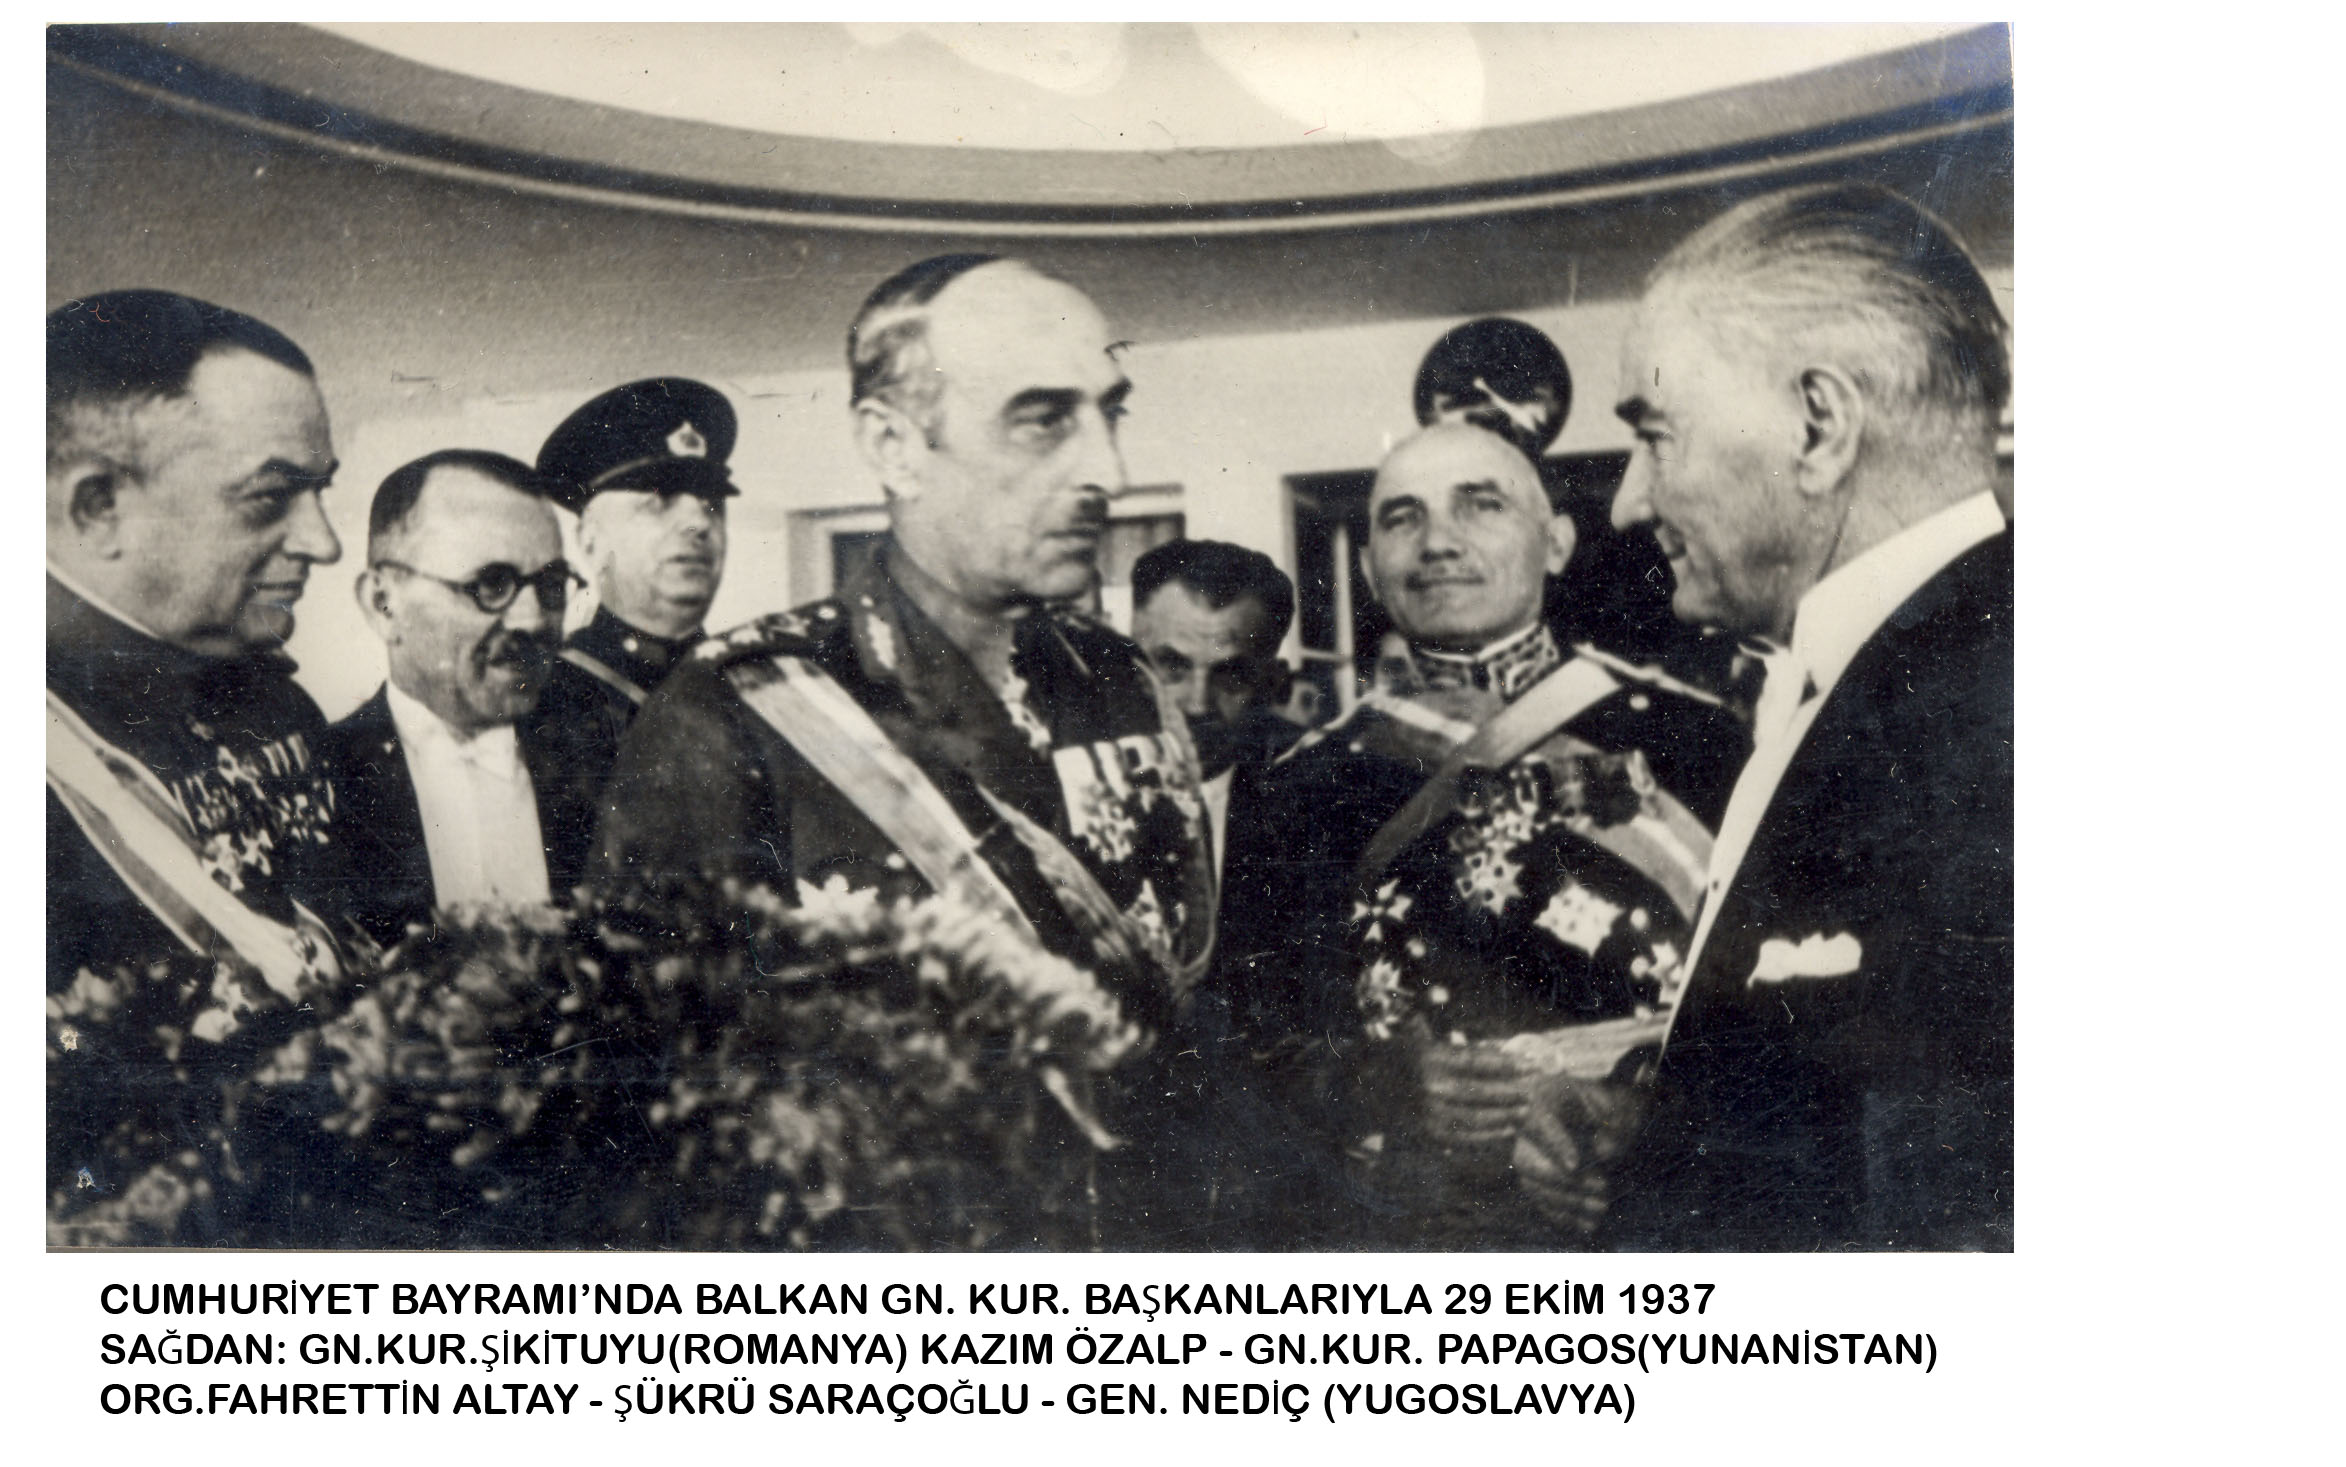 CUMHURİYET BAYRAMI’NDA BALKAN GN. KUR. BAŞKANLARIYLA 29 EKİM 1937
SAĞDAN: GN.KUR.ŞİKİTUYU(ROMANYA) KAZIM ÖZALP - GN.KUR. PAPAGOS(YUNANİSTAN)
ORG.FAHRETTİN ALTAY - ŞÜKRÜ SARAÇOĞLU - GEN. NEDİÇ (YUGOSLAVYA)